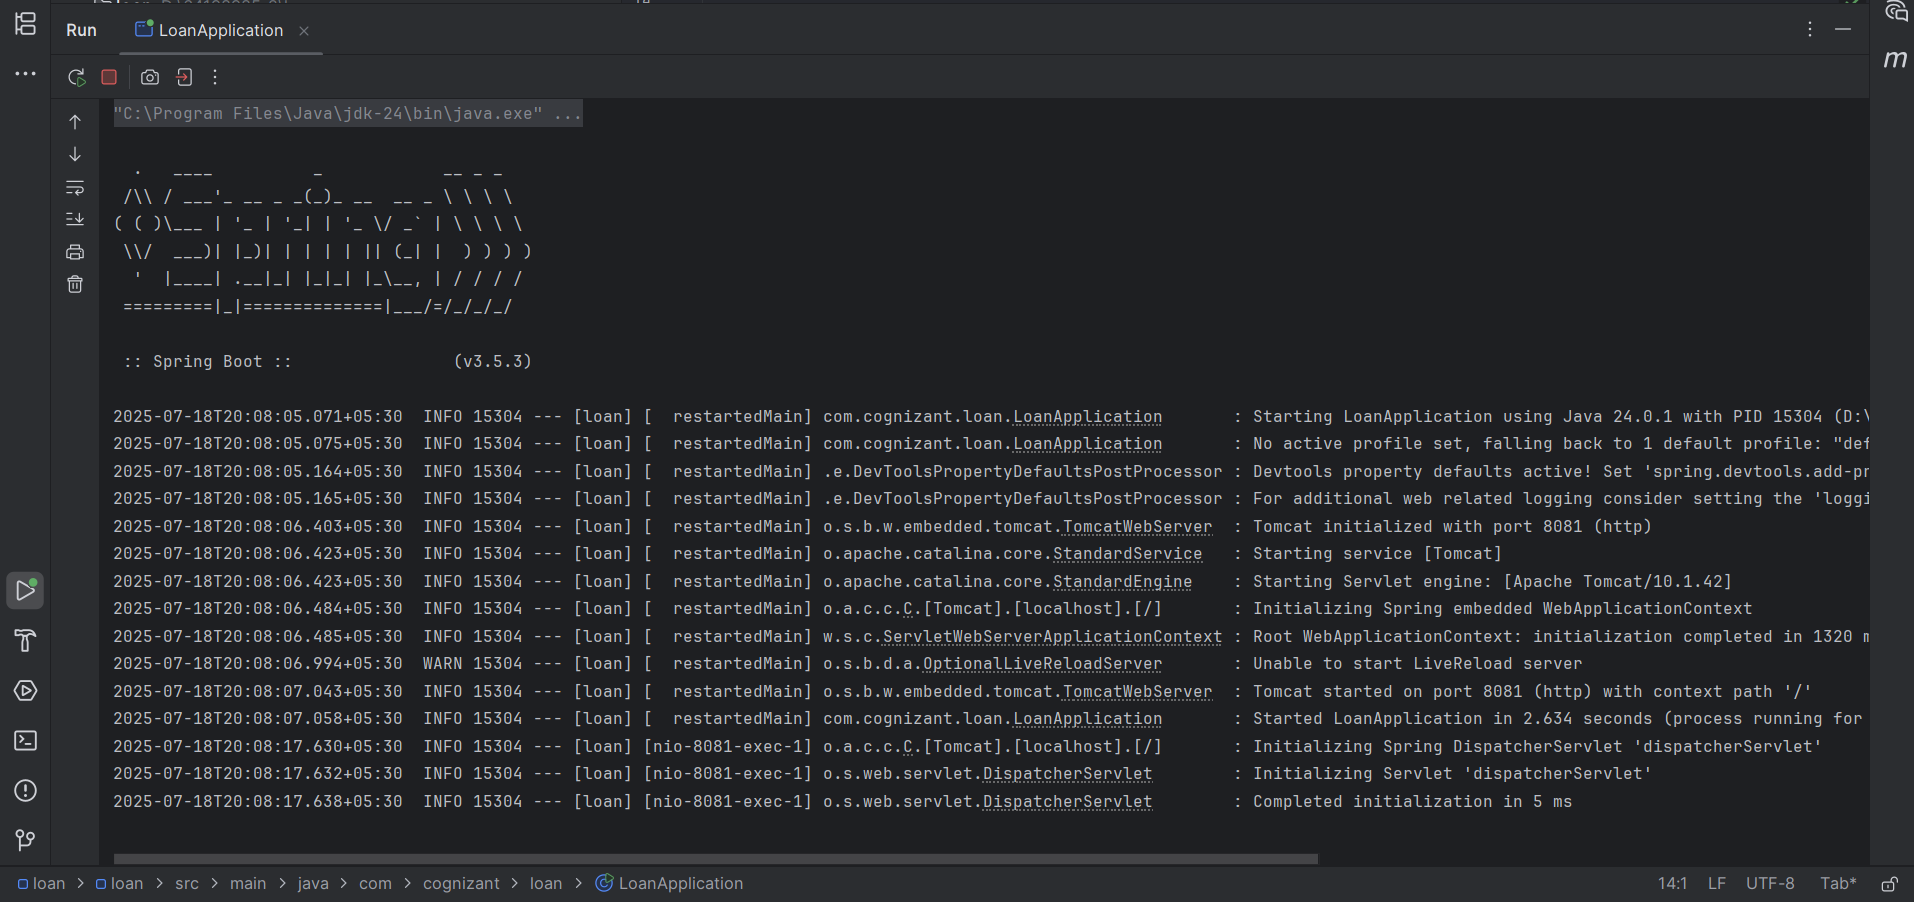 Run LoanApplication
"C:\Program Files\Java\jdk-24\bin\java.exe" ...
  .   ____          _            __ _ _
 /\\ / ___'_ __ _ _(_)_ __  __ _ \ \ \ \
( ( )\___ | '_ | '_| | '_ \/ _` | \ \ \ \
 \\/  ___)| |_)| | | | | || (_| |  ) ) ) )
  '  |____| .__|_| |_|_| |_\__, | / / / /
 =========|_|==============|___/=/_/_/_/
 :: Spring Boot ::                (v3.5.3)
2025-07-18T20:08:05.071+05:30  INFO 15304 --- [loan] [  restartedMain] com.cognizant.loan.LoanApplication       : Starting LoanApplication using Java 24.0.1 with PID 15304 (D:\
2025-07-18T20:08:05.075+05:30  INFO 15304 --- [loan] [  restartedMain] com.cognizant.loan.LoanApplication       : No active profile set, falling back to 1 default profile: "def
2025-07-18T20:08:05.164+05:30  INFO 15304 --- [loan] [  restartedMain] .e.DevToolsPropertyDefaultsPostProcessor : Devtools property defaults active! Set 'spring.devtools.add-pr
2025-07-18T20:08:05.165+05:30  INFO 15304 --- [loan] [  restartedMain] .e.DevToolsPropertyDefaultsPostProcessor : For additional web related logging consider setting the 'loggi
2025-07-18T20:08:06.403+05:30  INFO 15304 --- [loan] [  restartedMain] o.s.b.w.embedded.tomcat.TomcatWebServer  : Tomcat initialized with port 8081 (http)
2025-07-18T20:08:06.423+05:30  INFO 15304 --- [loan] [  restartedMain] o.apache.catalina.core.StandardService   : Starting service [Tomcat]
2025-07-18T20:08:06.423+05:30  INFO 15304 --- [loan] [  restartedMain] o.apache.catalina.core.StandardEngine    : Starting Servlet engine: [Apache Tomcat/10.1.42]
2025-07-18T20:08:06.484+05:30  INFO 15304 --- [loan] [  restartedMain] o.a.c.c.C.[Tomcat].[localhost].[/]       : Initializing Spring embedded WebApplicationContext
2025-07-18T20:08:06.485+05:30  INFO 15304 --- [loan] [  restartedMain] w.s.c.ServletWebServerApplicationContext : Root WebApplicationContext: initialization completed in 1320 m
2025-07-18T20:08:06.994+05:30  WARN 15304 --- [loan] [  restartedMain] o.s.b.d.a.OptionalLiveReloadServer       : Unable to start LiveReload server
2025-07-18T20:08:07.043+05:30  INFO 15304 --- [loan] [  restartedMain] o.s.b.w.embedded.tomcat.TomcatWebServer  : Tomcat started on port 8081 (http) with context path '/'
2025-07-18T20:08:07.058+05:30  INFO 15304 --- [loan] [  restartedMain] com.cognizant.loan.LoanApplication       : Started LoanApplication in 2.634 seconds (process running for
2025-07-18T20:08:17.630+05:30  INFO 15304 --- [loan] [nio-8081-exec-1] o.a.c.c.C.[Tomcat].[localhost].[/]       : Initializing Spring DispatcherServlet 'dispatcherServlet'
2025-07-18T20:08:17.632+05:30  INFO 15304 --- [loan] [nio-8081-exec-1] o.s.web.servlet.DispatcherServlet        : Initializing Servlet 'dispatcherServlet'
2025-07-18T20:08:17.638+05:30  INFO 15304 --- [loan] [nio-8081-exec-1] o.s.web.servlet.DispatcherServlet        : Completed initialization in 5 ms
loan > loan > src > main > java > com > cognizant > loan > LoanApplication 14:1 LF UTF-8 Tab*